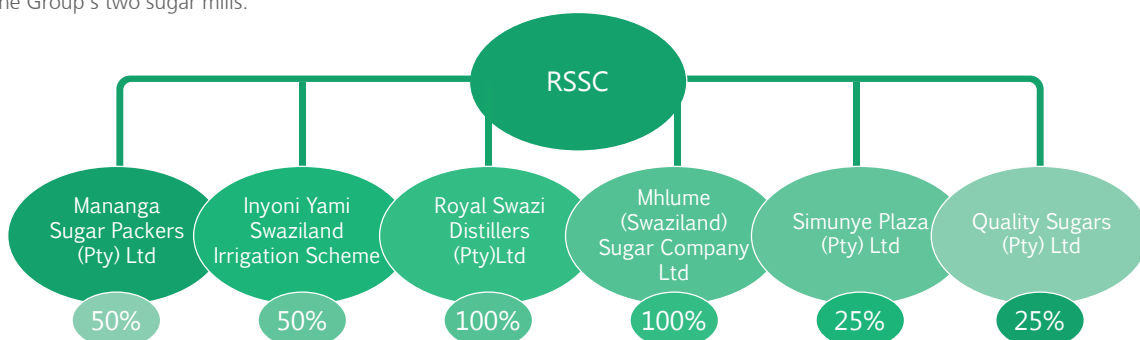 the Group's two sugar mills.
RSSC
Mananga
Sugar Packers
(Pty) Ltd
Inyoni Yami
Swaziland
Irrigation Scheme
Royal Swazi
Distillers
(Pty)Ltd
Mhlume
(Swaziland)
Sugar Company
Ltd
Simunye Plaza
(Pty) Ltd
Quality Sugars
(Pty) Ltd
50%
50%
100%
100%
25%
25%